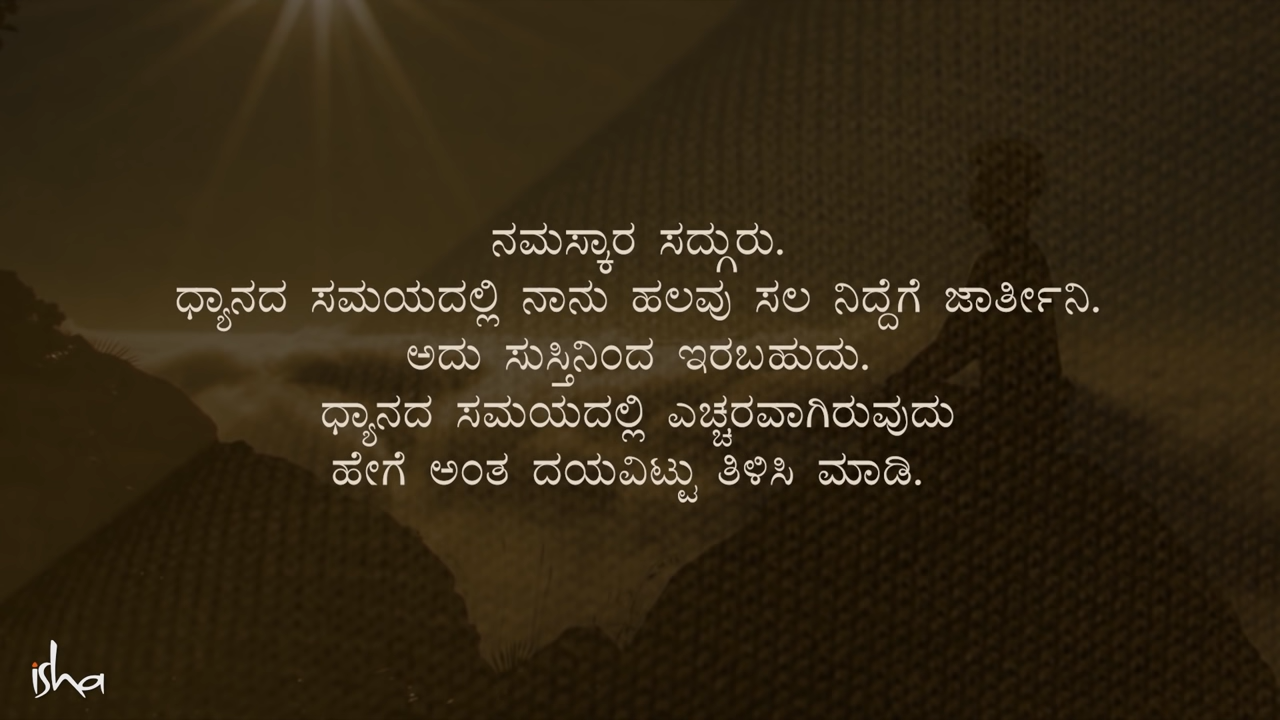 ನಮಸ್ಕಾರ ಸದ್ಗುರು.
ಧ್ಯಾನದ ಸಮಯದಲ್ಲಿ ನಾನು ಹಲವು ಸಲ ನಿದ್ದೆಗೆ ಜಾರ್ತೀನಿ.
ಅದು ಸುಸ್ತಿನಿಂದ ಇರಬಹುದು.
ಧ್ಯಾನದ ಸಮಯದಲ್ಲಿ ಎಚ್ಚರವಾಗಿರುವುದು
ಹೇಗೆ ಅಂತ ದಯವಿಟ್ಟು ತಿಳಿಸಿ ಮಾಡಿ.
isha